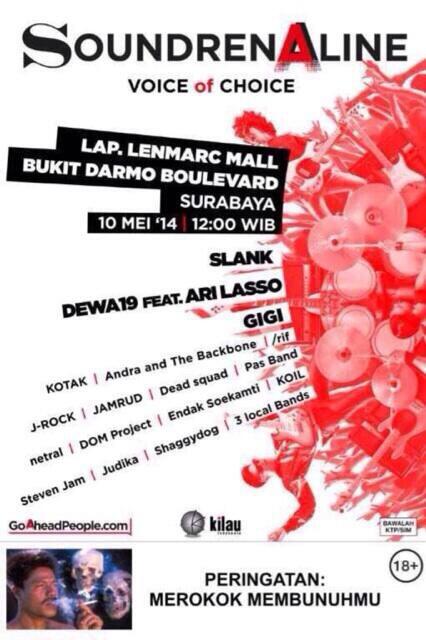 SOUNDRENALINE
VOICE of CHOICE
LAP. LENMARC MALL
BUKIT DARMO BOULEVARD
SURABAYA
10 MEI '14 | 12:00 WIB
SLANK
DEWA19 FEAT. ARI LASSO
GIGI
KOTAK | Andra and The Backbone | /rif
J-ROCK | JAMRUD | Dead squad | Pas Band
netral | DOM Project | Endak Soekamti | KOIL
Steven Jam | Judika | Shaggydog | 3 local Bands
GoAheadPeople.com
kilau
indonesia
BAWALAH
KTP/SIM
PERINGATAN:
MEROKOK MEMBUNUHMU
18+